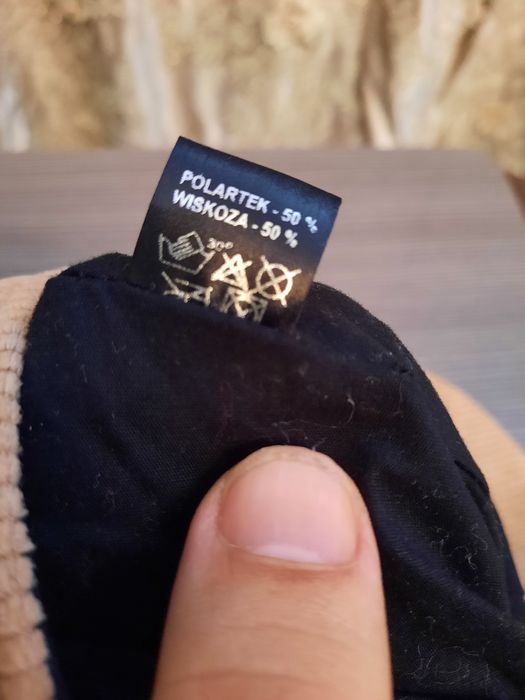 POLARTEK - 50 %
WISKOZA - 50 %
30°